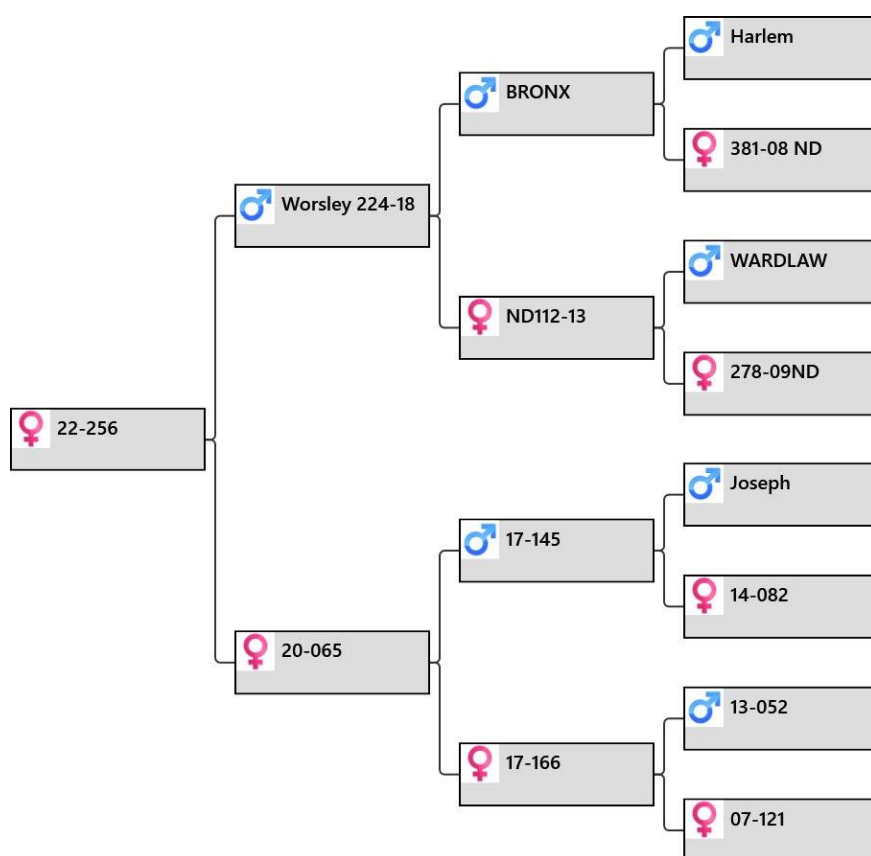 Harlem
BRONX
381-08 ND
Worsley 224-18
WARDLAW
ND112-13
278-09ND
22-256
Joseph
17-145
14-082
20-065
13-052
17-166
07-121